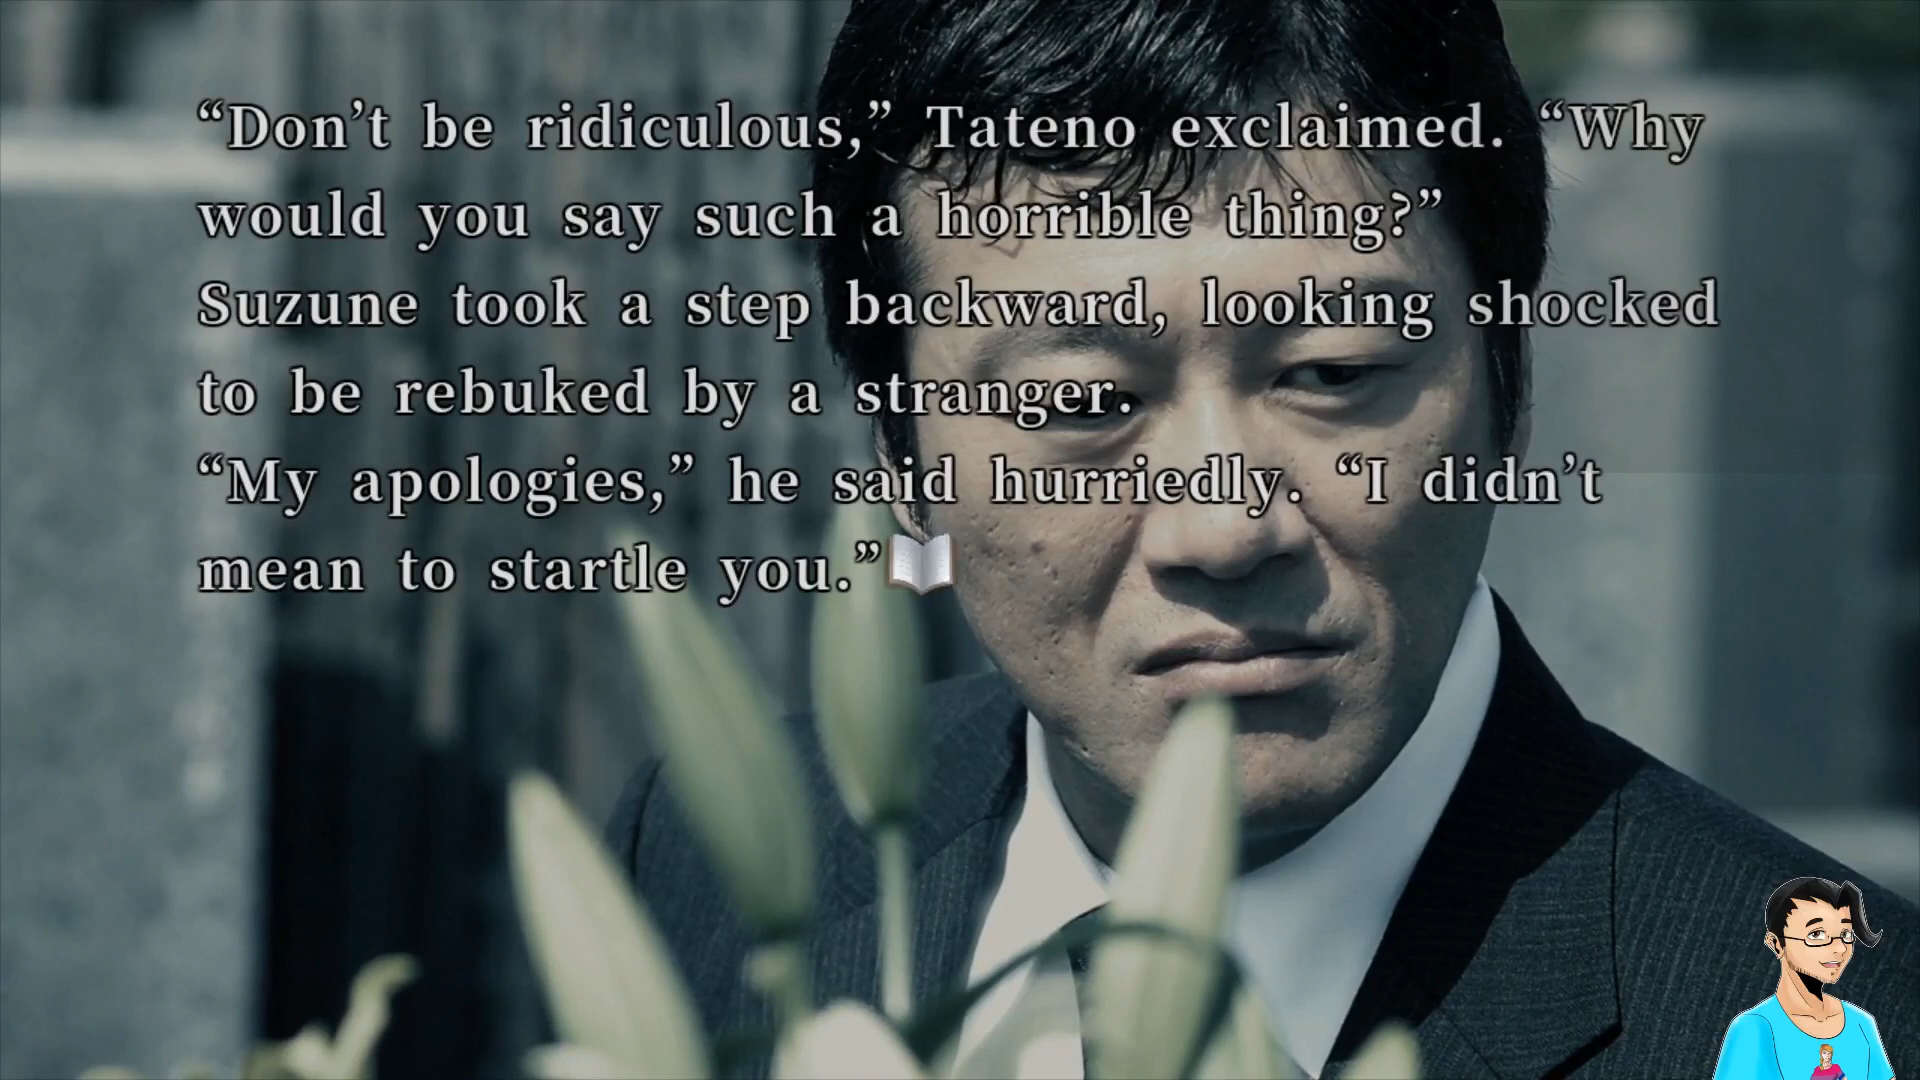 “Don’t be ridiculous,” Tateno exclaimed. “Why
would you say such a horrible thing?”
Suzune took a step backward, looking shocked
to be rebuked by a stranger.
“My apologies,” he said hurriedly. “I didn’t
mean to startle you.”